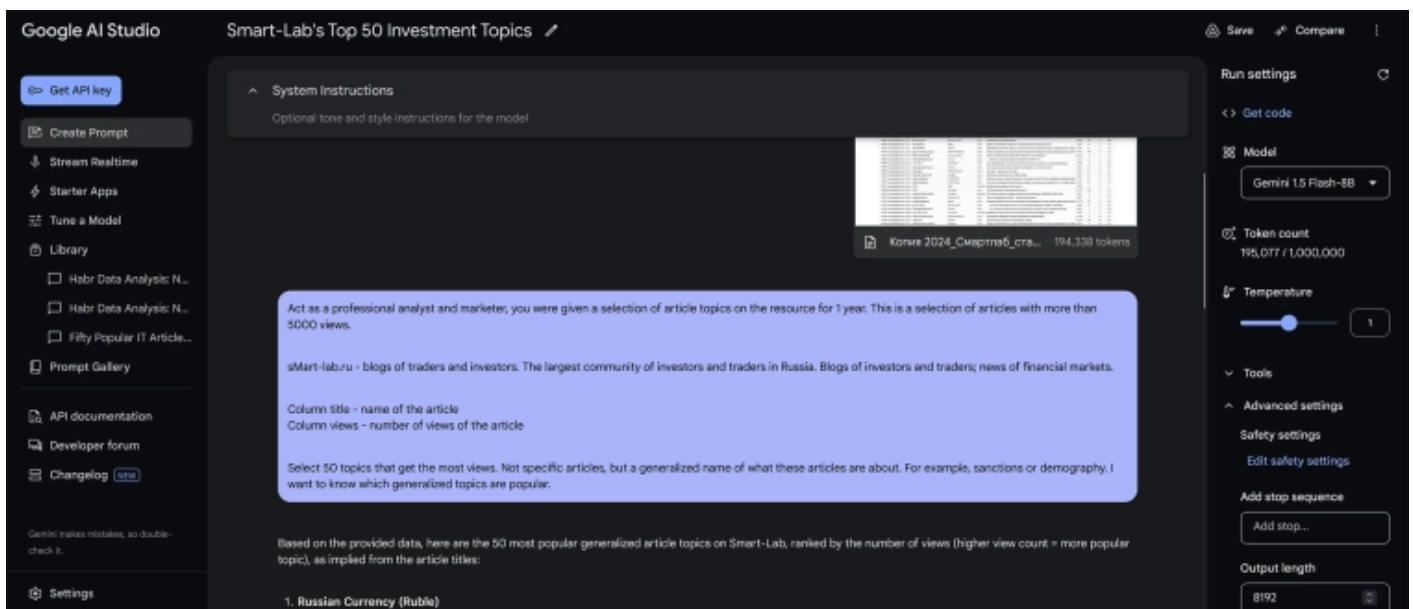 Google AI Studio
Smart-Lab's Top 50 Investment Topics
Save
Compare
Get API key
Create Prompt
Stream Realtime
Starter Apps
Tune a Model
Library
Habr Data Analysis: N...
Habr Data Analysis: N...
Fifty Popular IT Article...
Prompt Gallery
API documentation
Developer forum
Changelog NEW
Gemini makes mistakes, so double-
check it.
Settings
System Instructions
Optional tone and style instructions for the model
Копия 2024_Смартлаб_ста... 194,338 tokens
Act as a professional analyst and marketer, you were given a selection of article topics on the resource for 1 year. This is a selection of articles with more than
5000 views.
sMart-lab.ru - blogs of traders and investors. The largest community of investors and traders in Russia. Blogs of investors and traders; news of financial markets.
Column title - name of the article
Column views - number of views of the article
Select 50 topics that get the most views. Not specific articles, but a generalized name of what these articles are about. For example, sanctions or demography. I
want to know which generalized topics are popular.
Based on the provided data, here are the 50 most popular generalized article topics on Smart-Lab, ranked by the number of views (higher view count = more popular
topic), as implied from the article titles:
1. Russian Currency (Ruble)
Run settings
Get code
Model
Gemini 1.5 Flash-8B
Token count
195,077 / 1,000,000
Temperature
1
Tools
Advanced settings
Safety settings
Edit safety settings
Add stop sequence
Add stop...
Output length
8192